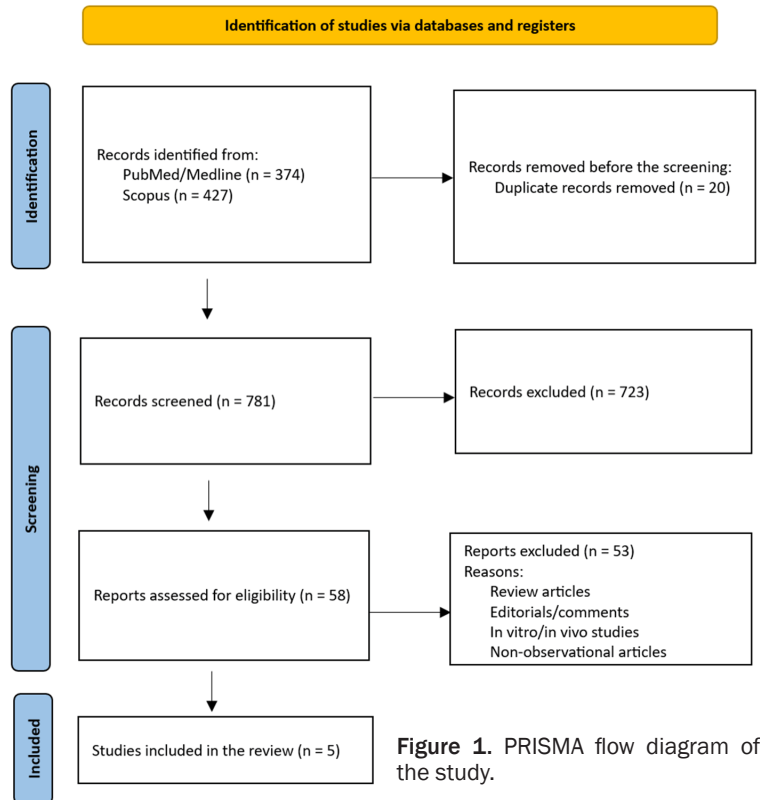 Identification of studies via databases and registers
Identification
Records identified from:
PubMed/Medline (n = 374)
Scopus (n = 427)
Records removed before the screening:
Duplicate records removed (n = 20)
Screening
Records screened (n = 781)
Records excluded (n = 723)
Reports assessed for eligibility (n = 58)
Reports excluded (n = 53)
Reasons:
Review articles
Editorials/comments
In vitro/in vivo studies
Non-observational articles
Included
Studies included in the review (n = 5)
Figure 1. PRISMA flow diagram of
the study.